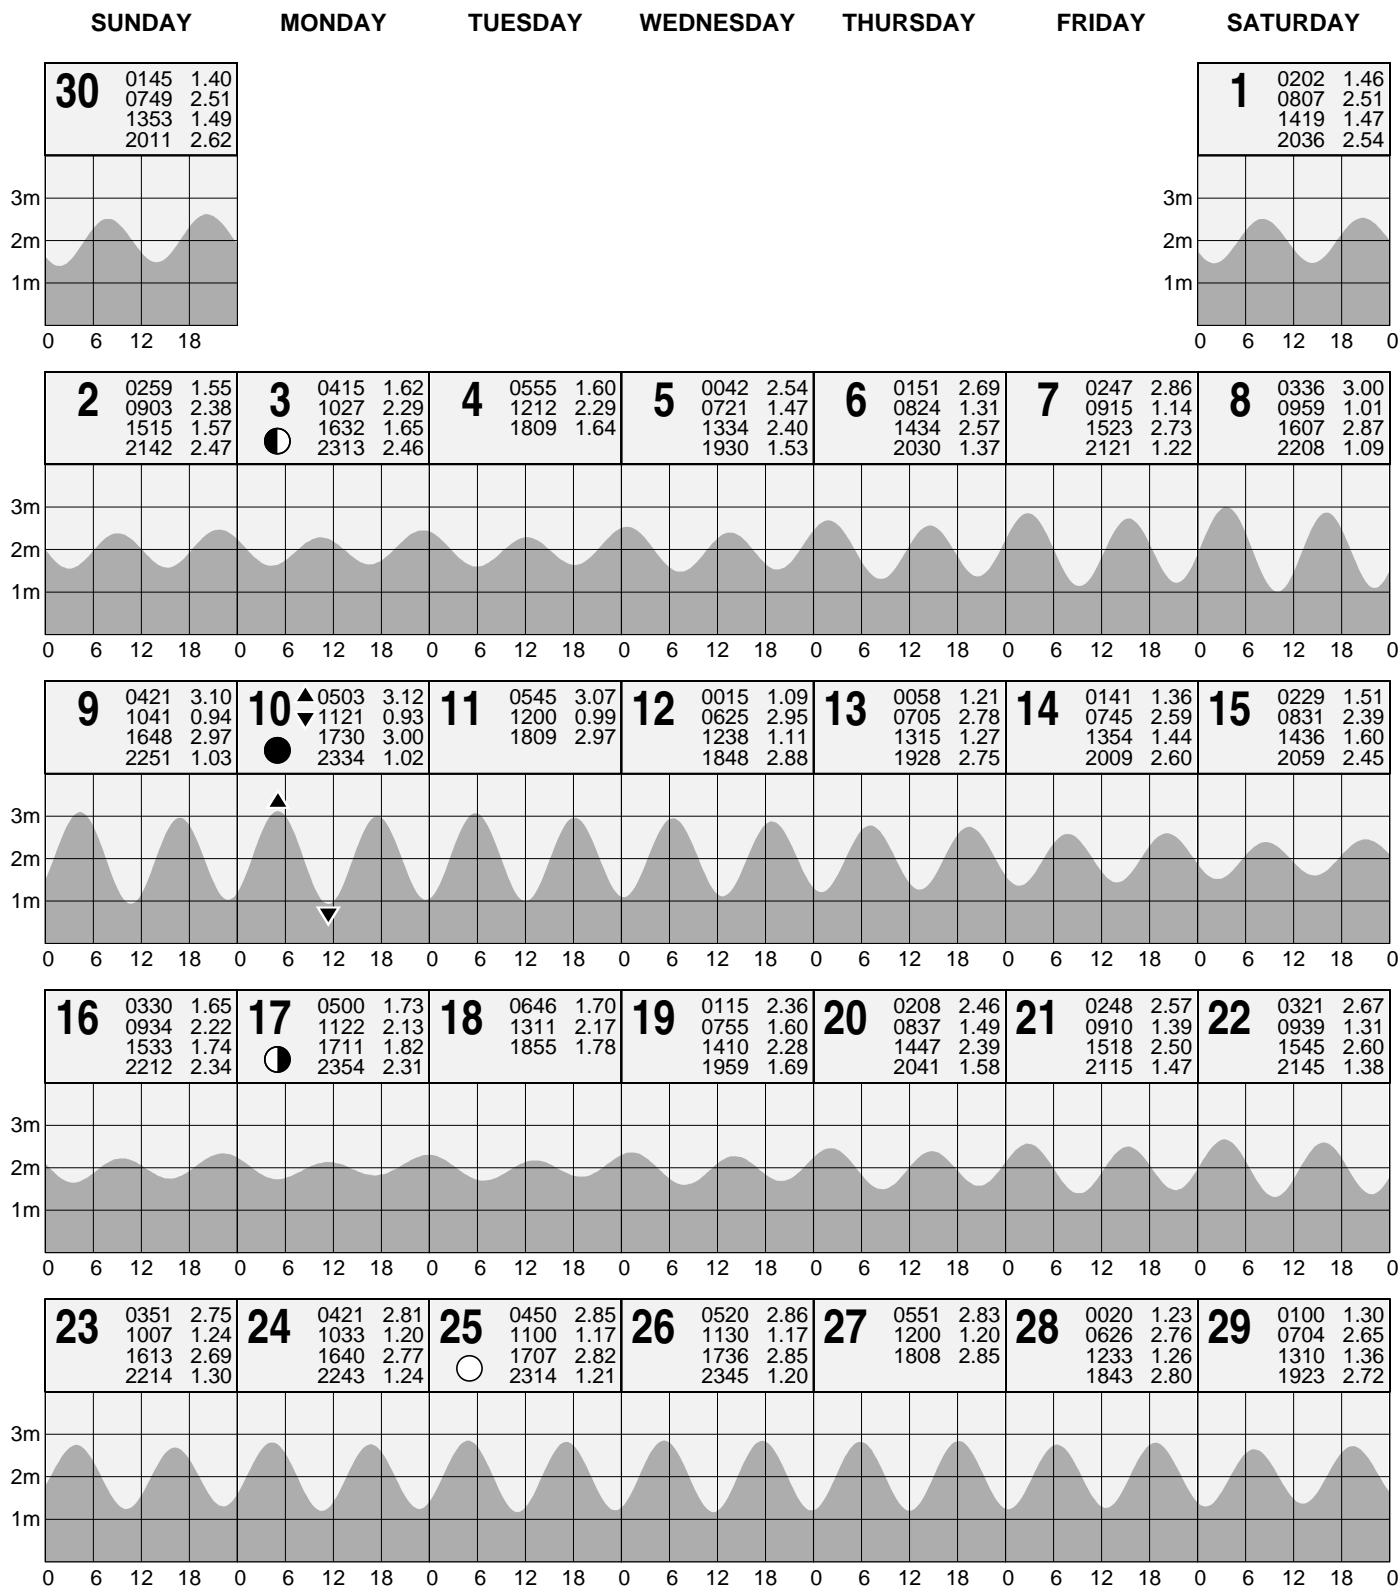 SUNDAY MONDAY TUESDAY WEDNESDAY THURSDAY FRIDAY SATURDAY
30 0145 1.40
0749 2.51
1353 1.49
2011 2.62
1 0202 1.46
0807 2.51
1419 1.47
2036 2.54
3m 3m
2m 2m
1m 1m
0 6 12 18 0 6 12 18 0
2 0259 1.55
0903 2.38
1515 1.57
2142 2.47
3 0415 1.62
1027 2.29
1632 1.65
2313 2.46
4 0555 1.60
1212 2.29
1809 1.64
5 0042 2.54
0721 1.47
1334 2.40
1930 1.53
6 0151 2.69
0824 1.31
1434 2.57
2030 1.37
7 0247 2.86
0915 1.14
1523 2.73
2121 1.22
8 0336 3.00
0959 1.01
1607 2.87
2208 1.09
3m
2m
1m
0 6 12 18 0 6 12 18 0 6 12 18 0 6 12 18 0 6 12 18 0 6 12 18 0 6 12 18 0
9 0421 3.10
1041 0.94
1648 2.97
2251 1.03
10 0503 3.12
1121 0.93
1730 3.00
2334 1.02
11 0545 3.07
1200 0.99
1809 2.97
12 0015 1.09
0625 2.95
1238 1.11
1848 2.88
13 0058 1.21
0705 2.78
1315 1.27
1928 2.75
14 0141 1.36
0745 2.59
1354 1.44
2009 2.60
15 0229 1.51
0831 2.39
1436 1.60
2059 2.45
3m
2m
1m
0 6 12 18 0 6 12 18 0 6 12 18 0 6 12 18 0 6 12 18 0 6 12 18 0 6 12 18 0
16 0330 1.65
0934 2.22
1533 1.74
2212 2.34
17 0500 1.73
1122 2.13
1711 1.82
2354 2.31
18 0646 1.70
1311 2.17
1855 1.78
19 0115 2.36
0755 1.60
1410 2.28
1959 1.69
20 0208 2.46
0837 1.49
1447 2.39
2041 1.58
21 0248 2.57
0910 1.39
1518 2.50
2115 1.47
22 0321 2.67
0939 1.31
1545 2.60
2145 1.38
3m
2m
1m
0 6 12 18 0 6 12 18 0 6 12 18 0 6 12 18 0 6 12 18 0 6 12 18 0 6 12 18 0
23 0351 2.75
1007 1.24
1613 2.69
2214 1.30
24 0421 2.81
1033 1.20
1640 2.77
2243 1.24
25 0450 2.85
1100 1.17
1707 2.82
2314 1.21
26 0520 2.86
1130 1.17
1736 2.85
2345 1.20
27 0551 2.83
1200 1.20
1808 2.85
28 0020 1.23
0626 2.76
1233 1.26
1843 2.80
29 0100 1.30
0704 2.65
1310 1.36
1923 2.72
3m
2m
1m
0 6 12 18 0 6 12 18 0 6 12 18 0 6 12 18 0 6 12 18 0 6 12 18 0 6 12 18 0